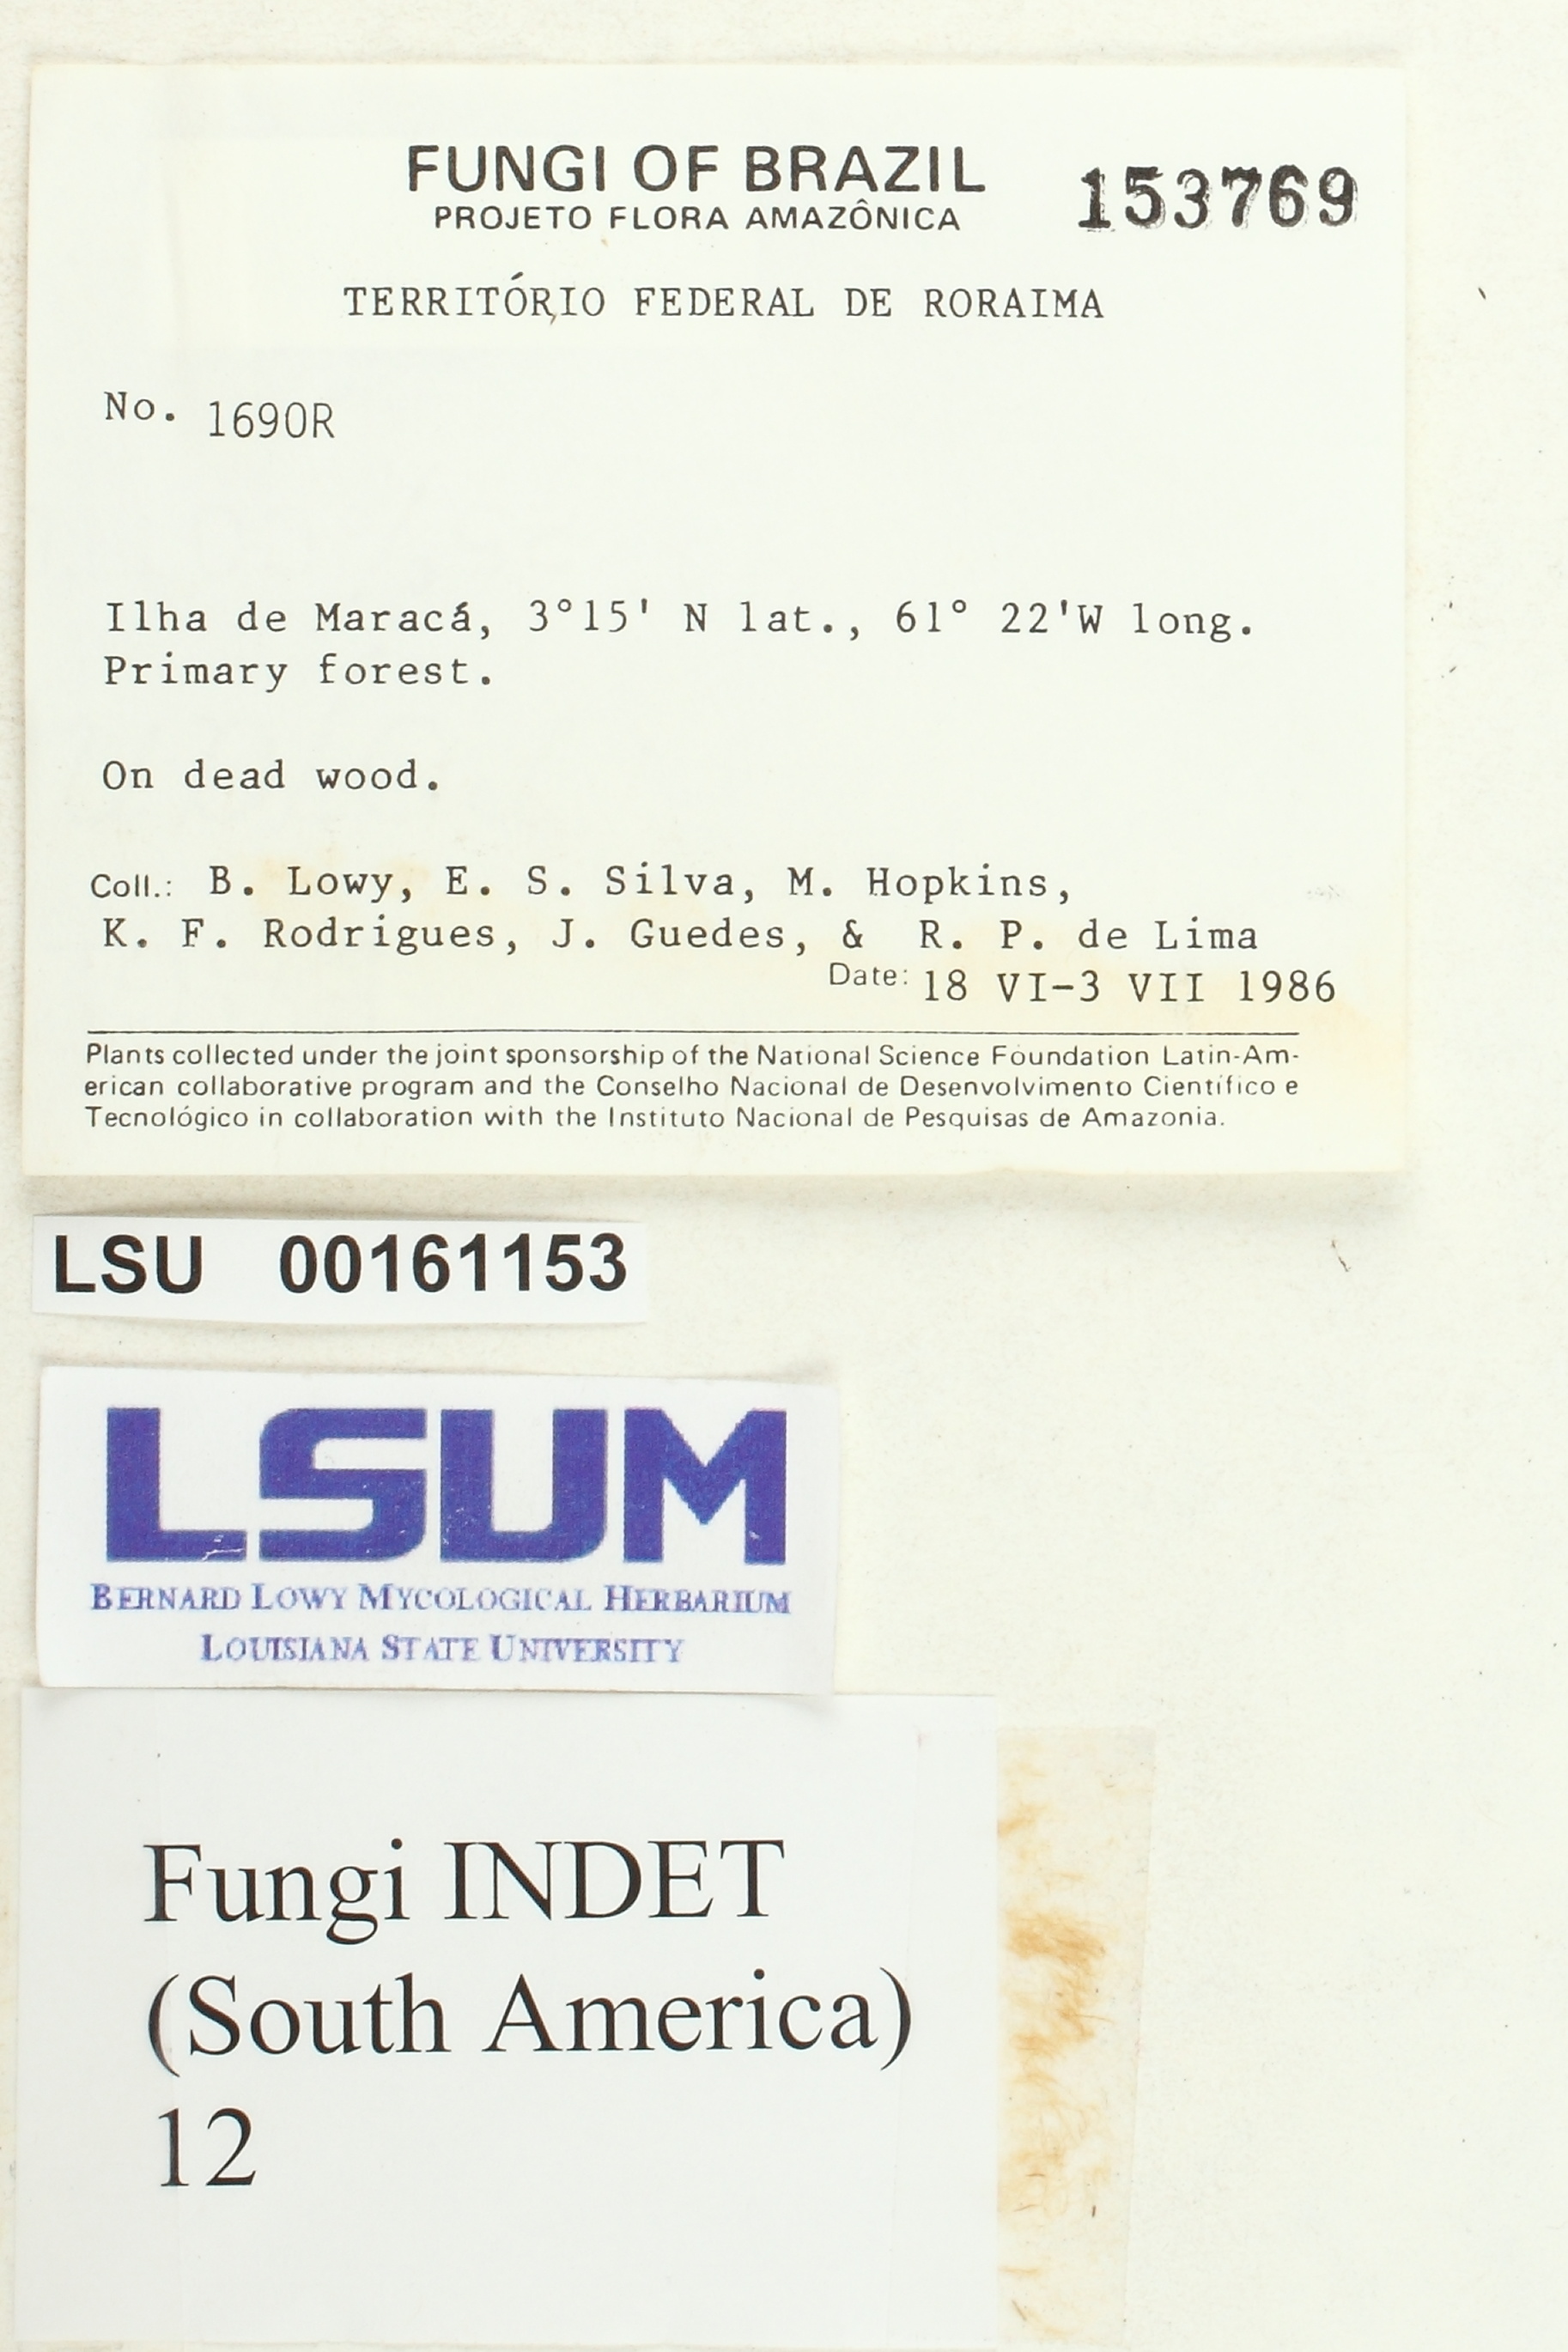 FUNGI OF BRAZIL
153769
PROJETO FLORA AMAZÔNICA
TERRITÓRIO FEDERAL DE RORAIMA
No. 1690R
Ilha de Maracá, 3°15' N lat., 61° 22'W long.
Primary forest.
On dead wood.
Coll.: B. Lowy, E. S. Silva, M. Hopkins,
K. F. Rodrigues, J. Guedes, & R. P. de Lima
Date: 18 VI-3 VII 1986
Plants collected under the joint sponsorship of the National Science Foundation Latin-Am-
erican collaborative program and the Conselho Nacional de Desenvolvimento Científico e
Tecnológico in collaboration with the Instituto Nacional de Pesquisas de Amazonia.
LSU 00161153
LSUM
BERNARD LOWY MYCOLOGICAL HERBARIUM
LOUISIANA STATE UNIVERSITY
Fungi INDET
(South America)
12